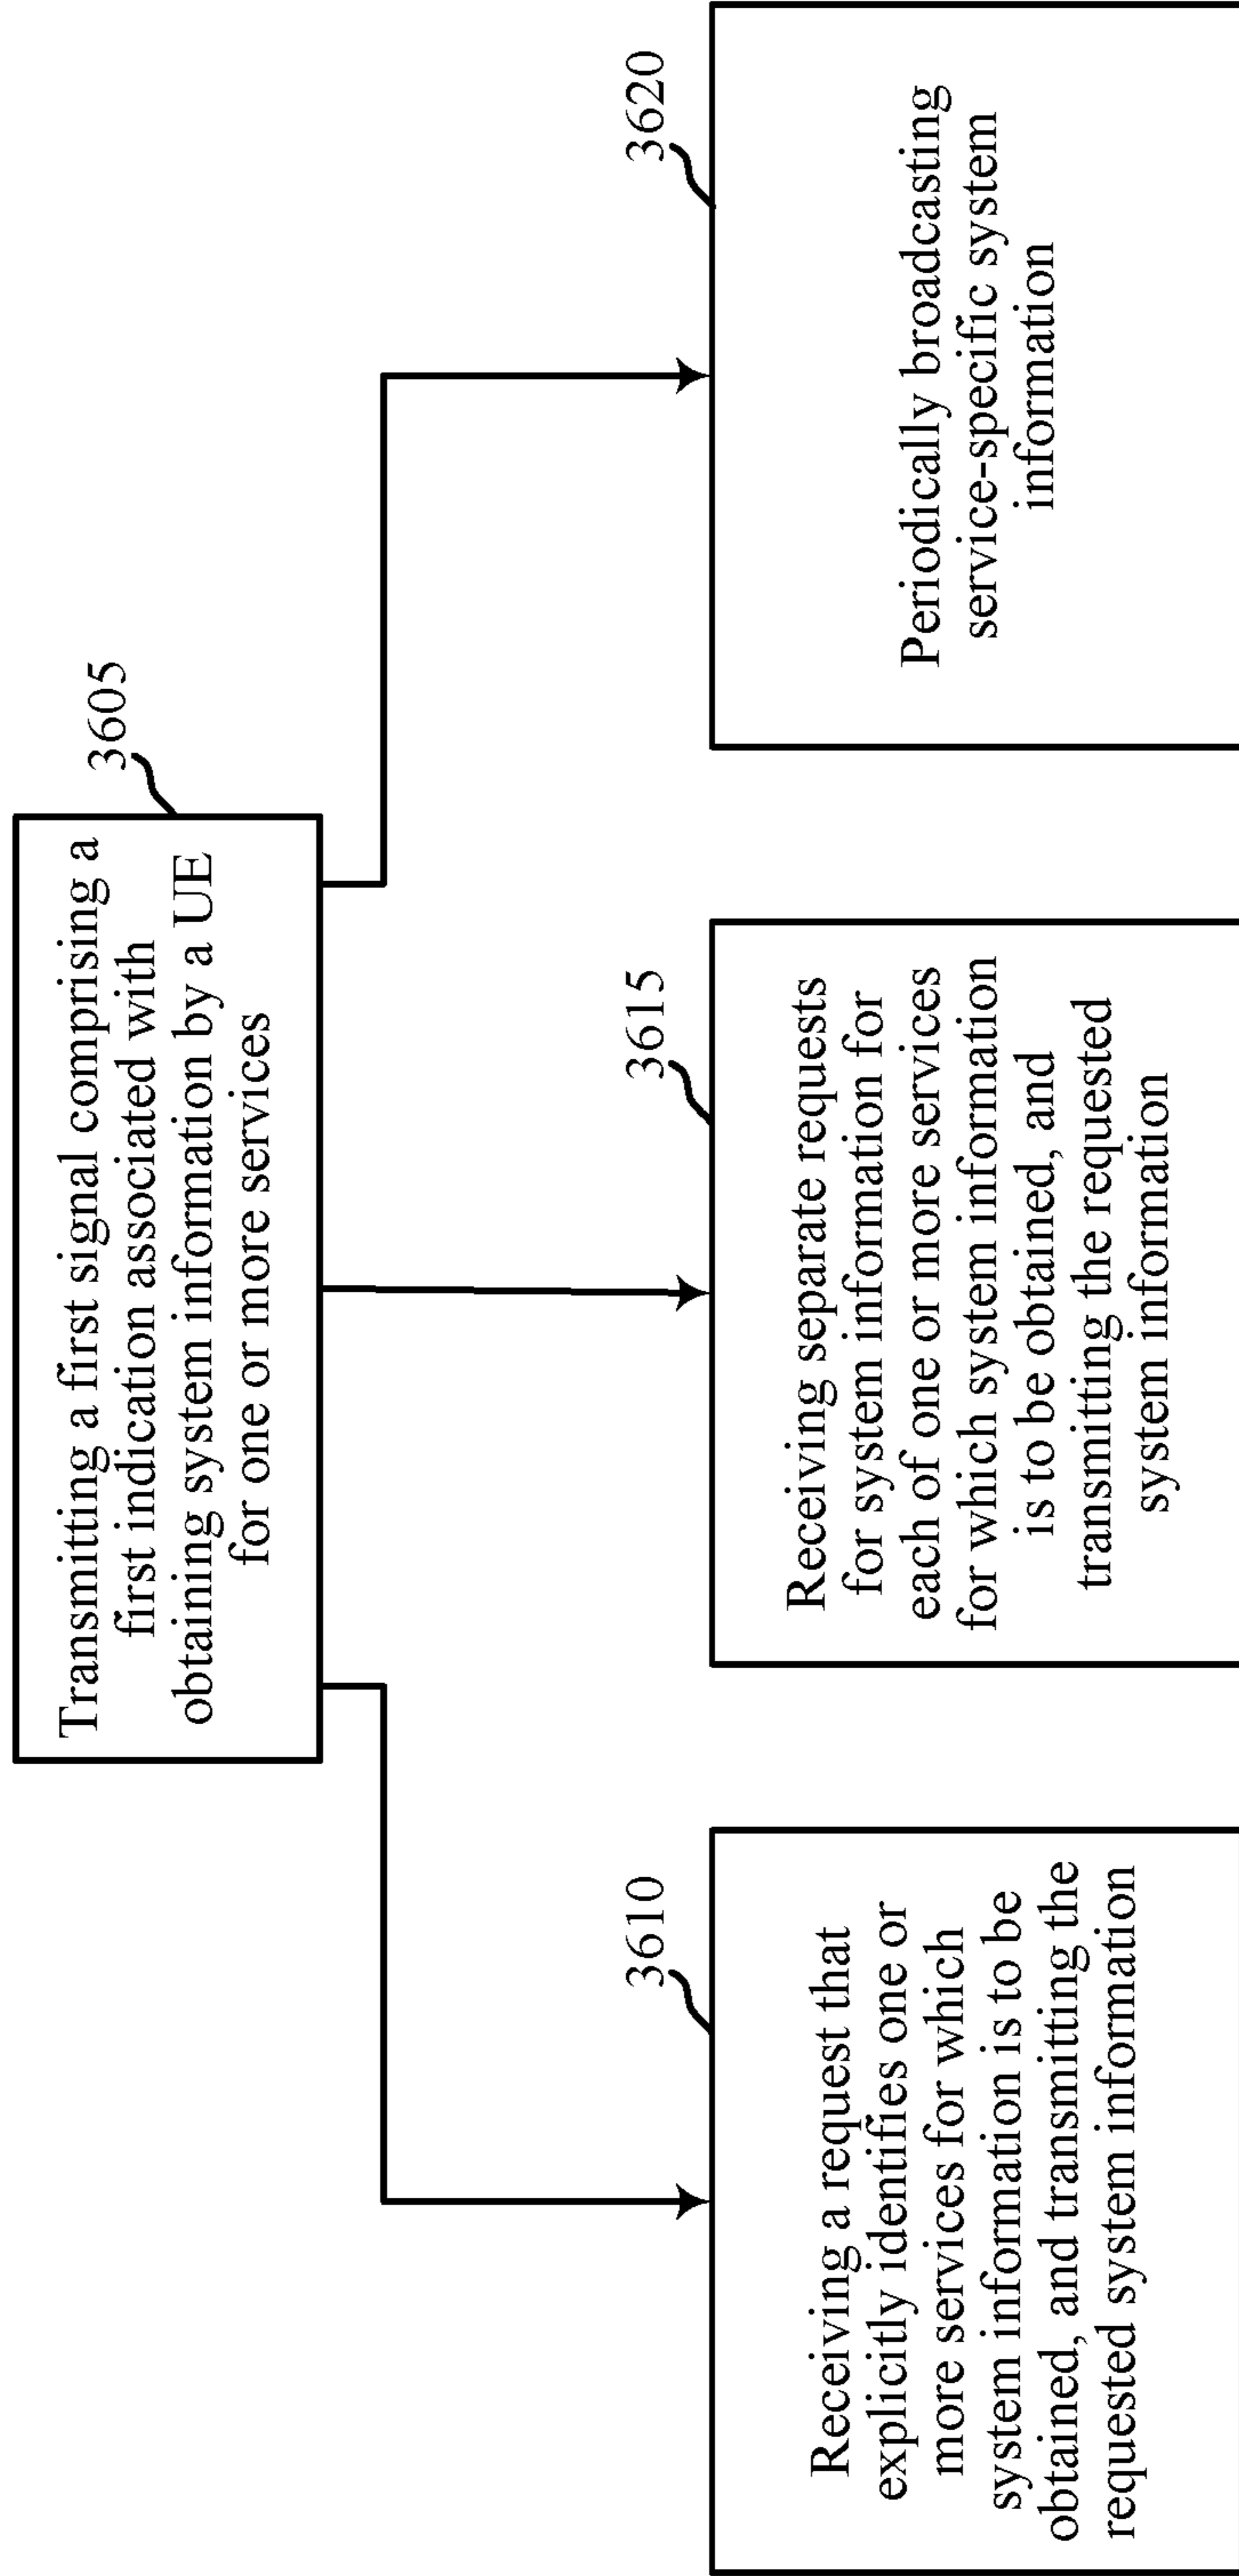 3605
Transmitting a first signal comprising a
first indication associated with
obtaining system information by a UE
for one or more services
3610
Receiving a request that
explicitly identifies one or
more services for which
system information is to be
obtained, and transmitting the
requested system information
3615
Receiving separate requests
for system information for
each of one or more services
for which system information
is to be obtained, and
transmitting the requested
system information
3620
Periodically broadcasting
service-specific system
information